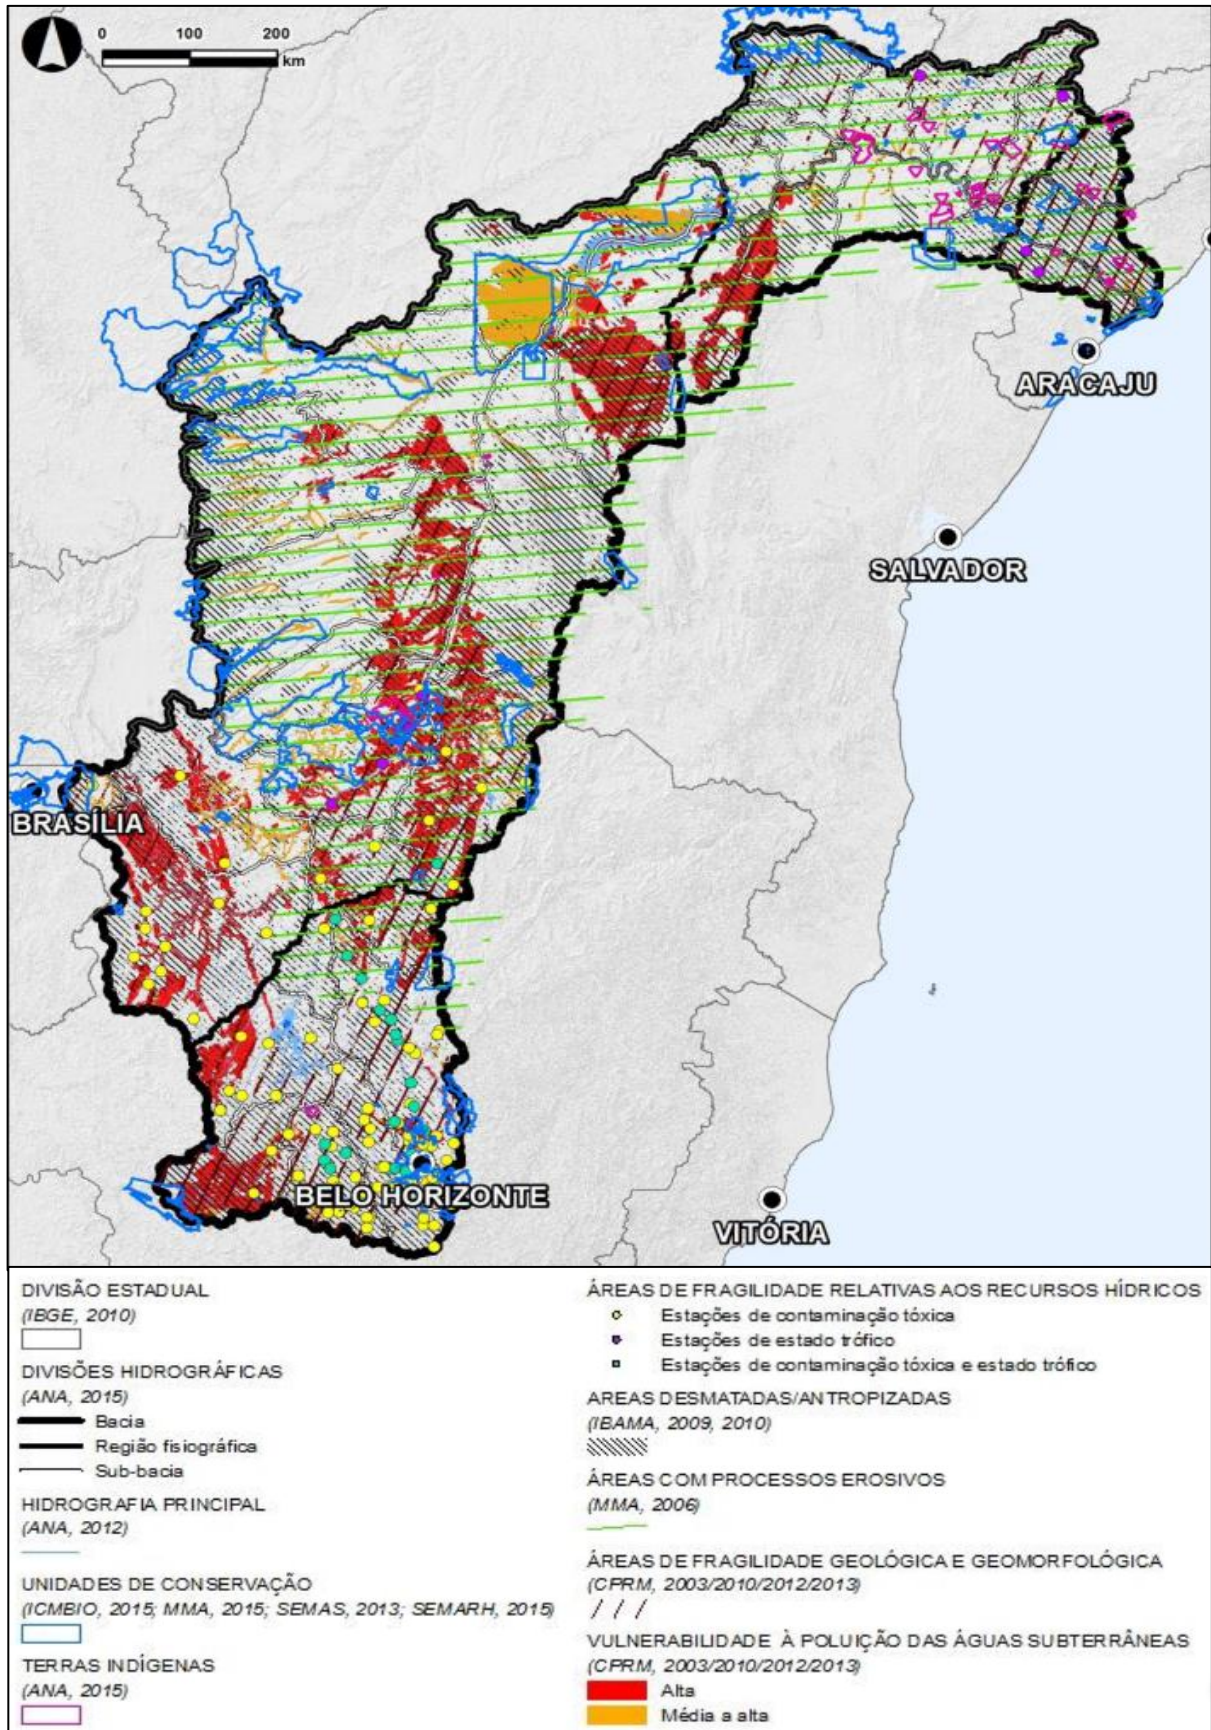 0 100 200
km
ARACAJU
SALVADOR
BRASÍLIA
BELO HORIZONTE
VITÓRIA
DIVISÃO ESTADUAL
(IBGE, 2010)
DIVISÕES HIDROGRÁFICAS
(ANA, 2015)
Bacia
Região fisiográfica
Sub-bacia
HIDROGRAFIA PRINCIPAL
(ANA, 2012)
UNIDADES DE CONSERVAÇÃO
(ICMBIO, 2015; MMA, 2015; SEMAS, 2013; SEMARH, 2015)
TERRAS INDÍGENAS
(ANA, 2015)
ÁREAS DE FRAGILIDADE RELATIVAS AOS RECURSOS HÍDRICOS
Estações de contaminação tóxica
Estações de estado trófico
Estações de contaminação tóxica e estado trófico
AREAS DESMATADAS/ANTROPIZADAS
(IBAMA, 2009, 2010)
ÁREAS COM PROCESSOS EROSIVOS
(MMA, 2006)
ÁREAS DE FRAGILIDADE GEOLÓGICA E GEOMORFOLÓGICA
(CPRM, 2003/2010/2012/2013)
VULNERABILIDADE À POLUIÇÃO DAS ÁGUAS SUBTERRÂNEAS
(CPRM, 2003/2010/2012/2013)
Alta
Média a alta